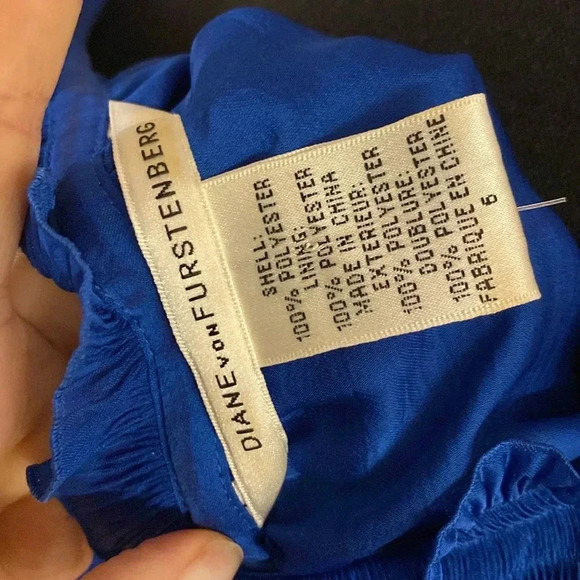 DIANE VON FURSTENBERG
SHELL:
100% POLYESTER
LINING:
100% POLYESTER
MADE IN CHINA
EXTERIEUR:
100% POLYESTER
DOUBLURE:
100% POLYESTER
FABRIQUE EN CHINE
6